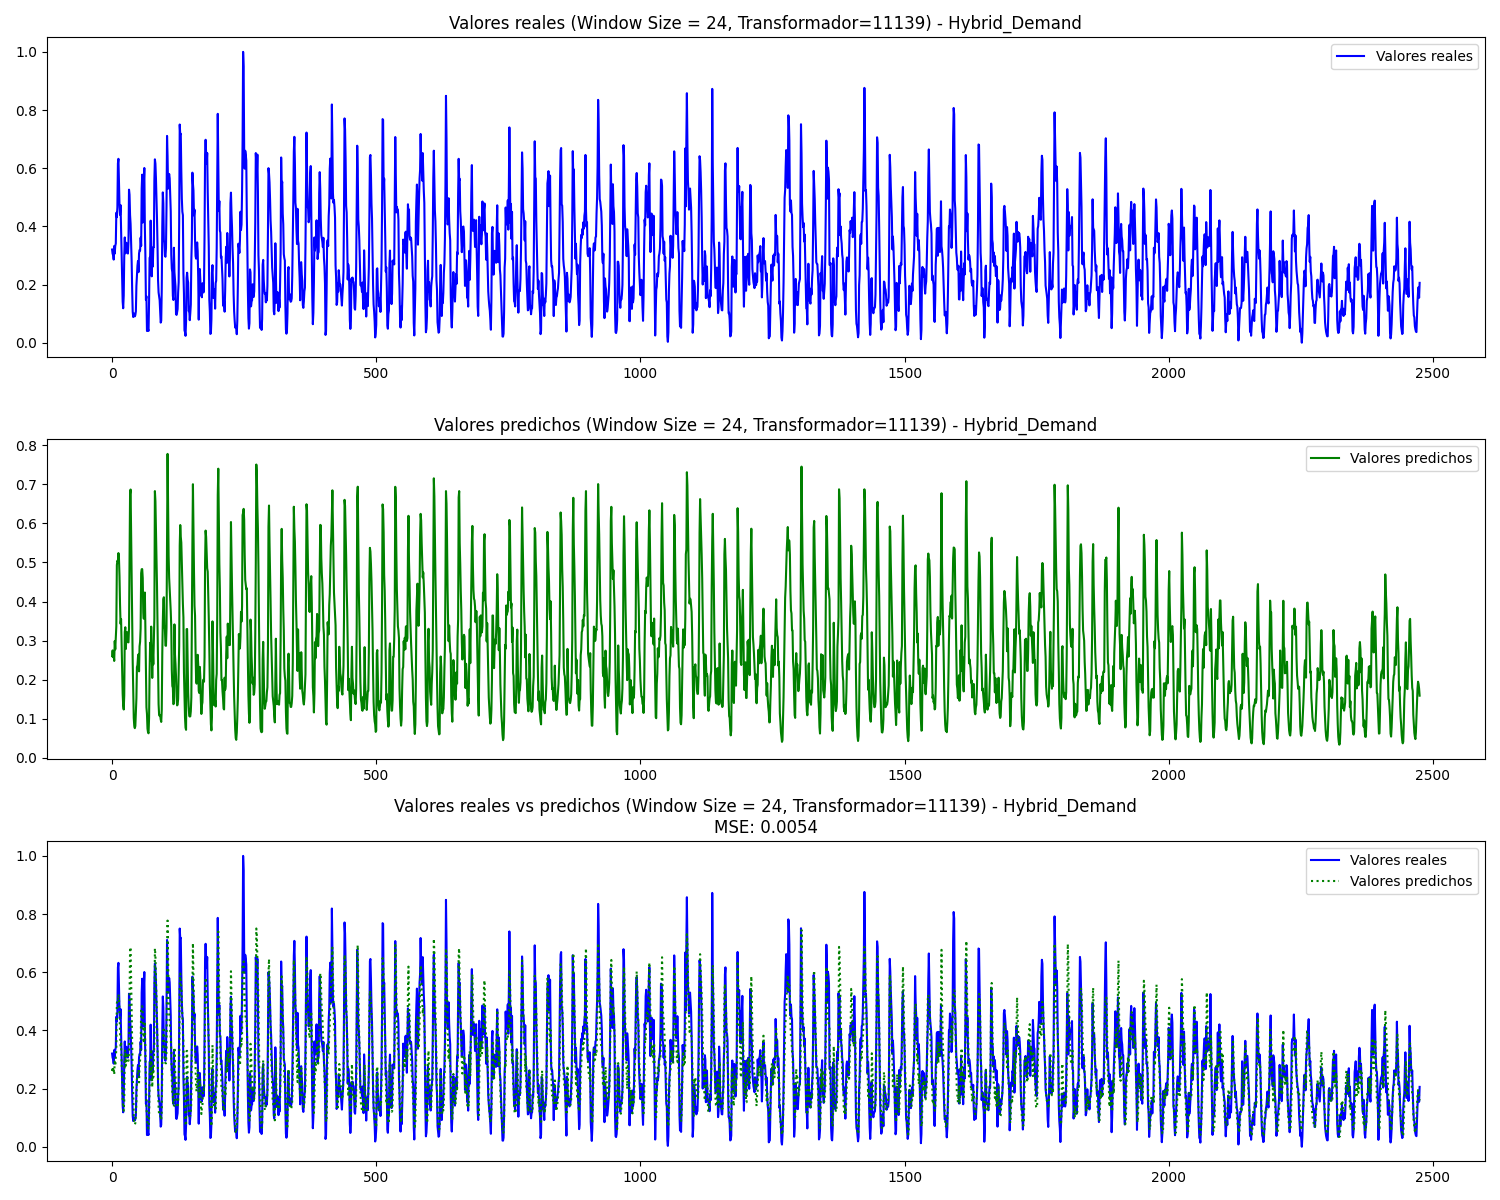 Valores reales (Window Size = 24, Transformador=11139) - Hybrid_Demand
Valores reales
1.0
0.8
0.6
0.4
0.2
0.0
0 500 1000 1500 2000 2500
Valores predichos (Window Size = 24, Transformador=11139) - Hybrid_Demand
Valores predichos
0.8
0.7
0.6
0.5
0.4
0.3
0.2
0.1
0.0
0 500 1000 1500 2000 2500
Valores reales vs predichos (Window Size = 24, Transformador=11139) - Hybrid_Demand
MSE: 0.0054
Valores reales
Valores predichos
1.0
0.8
0.6
0.4
0.2
0.0
0 500 1000 1500 2000 2500